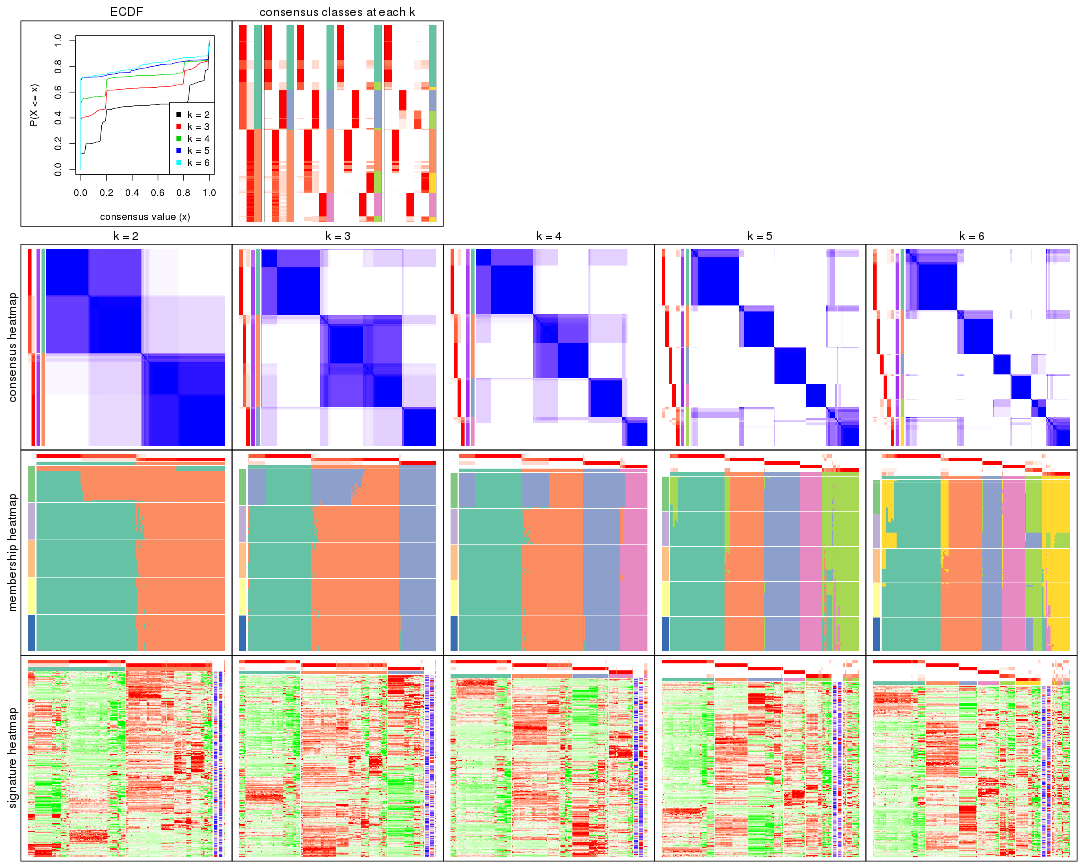 ECDF
consensus classes at each k
P(X <= x)
0.0
0.2
0.4
0.6
0.8
1.0
k = 2
k = 3
k = 4
k = 5
k = 6
0.0 0.2 0.4 0.6 0.8 1.0
consensus value (x)
k = 2
k = 3
k = 4
k = 5
k = 6
consensus heatmap
membership heatmap
signature heatmap